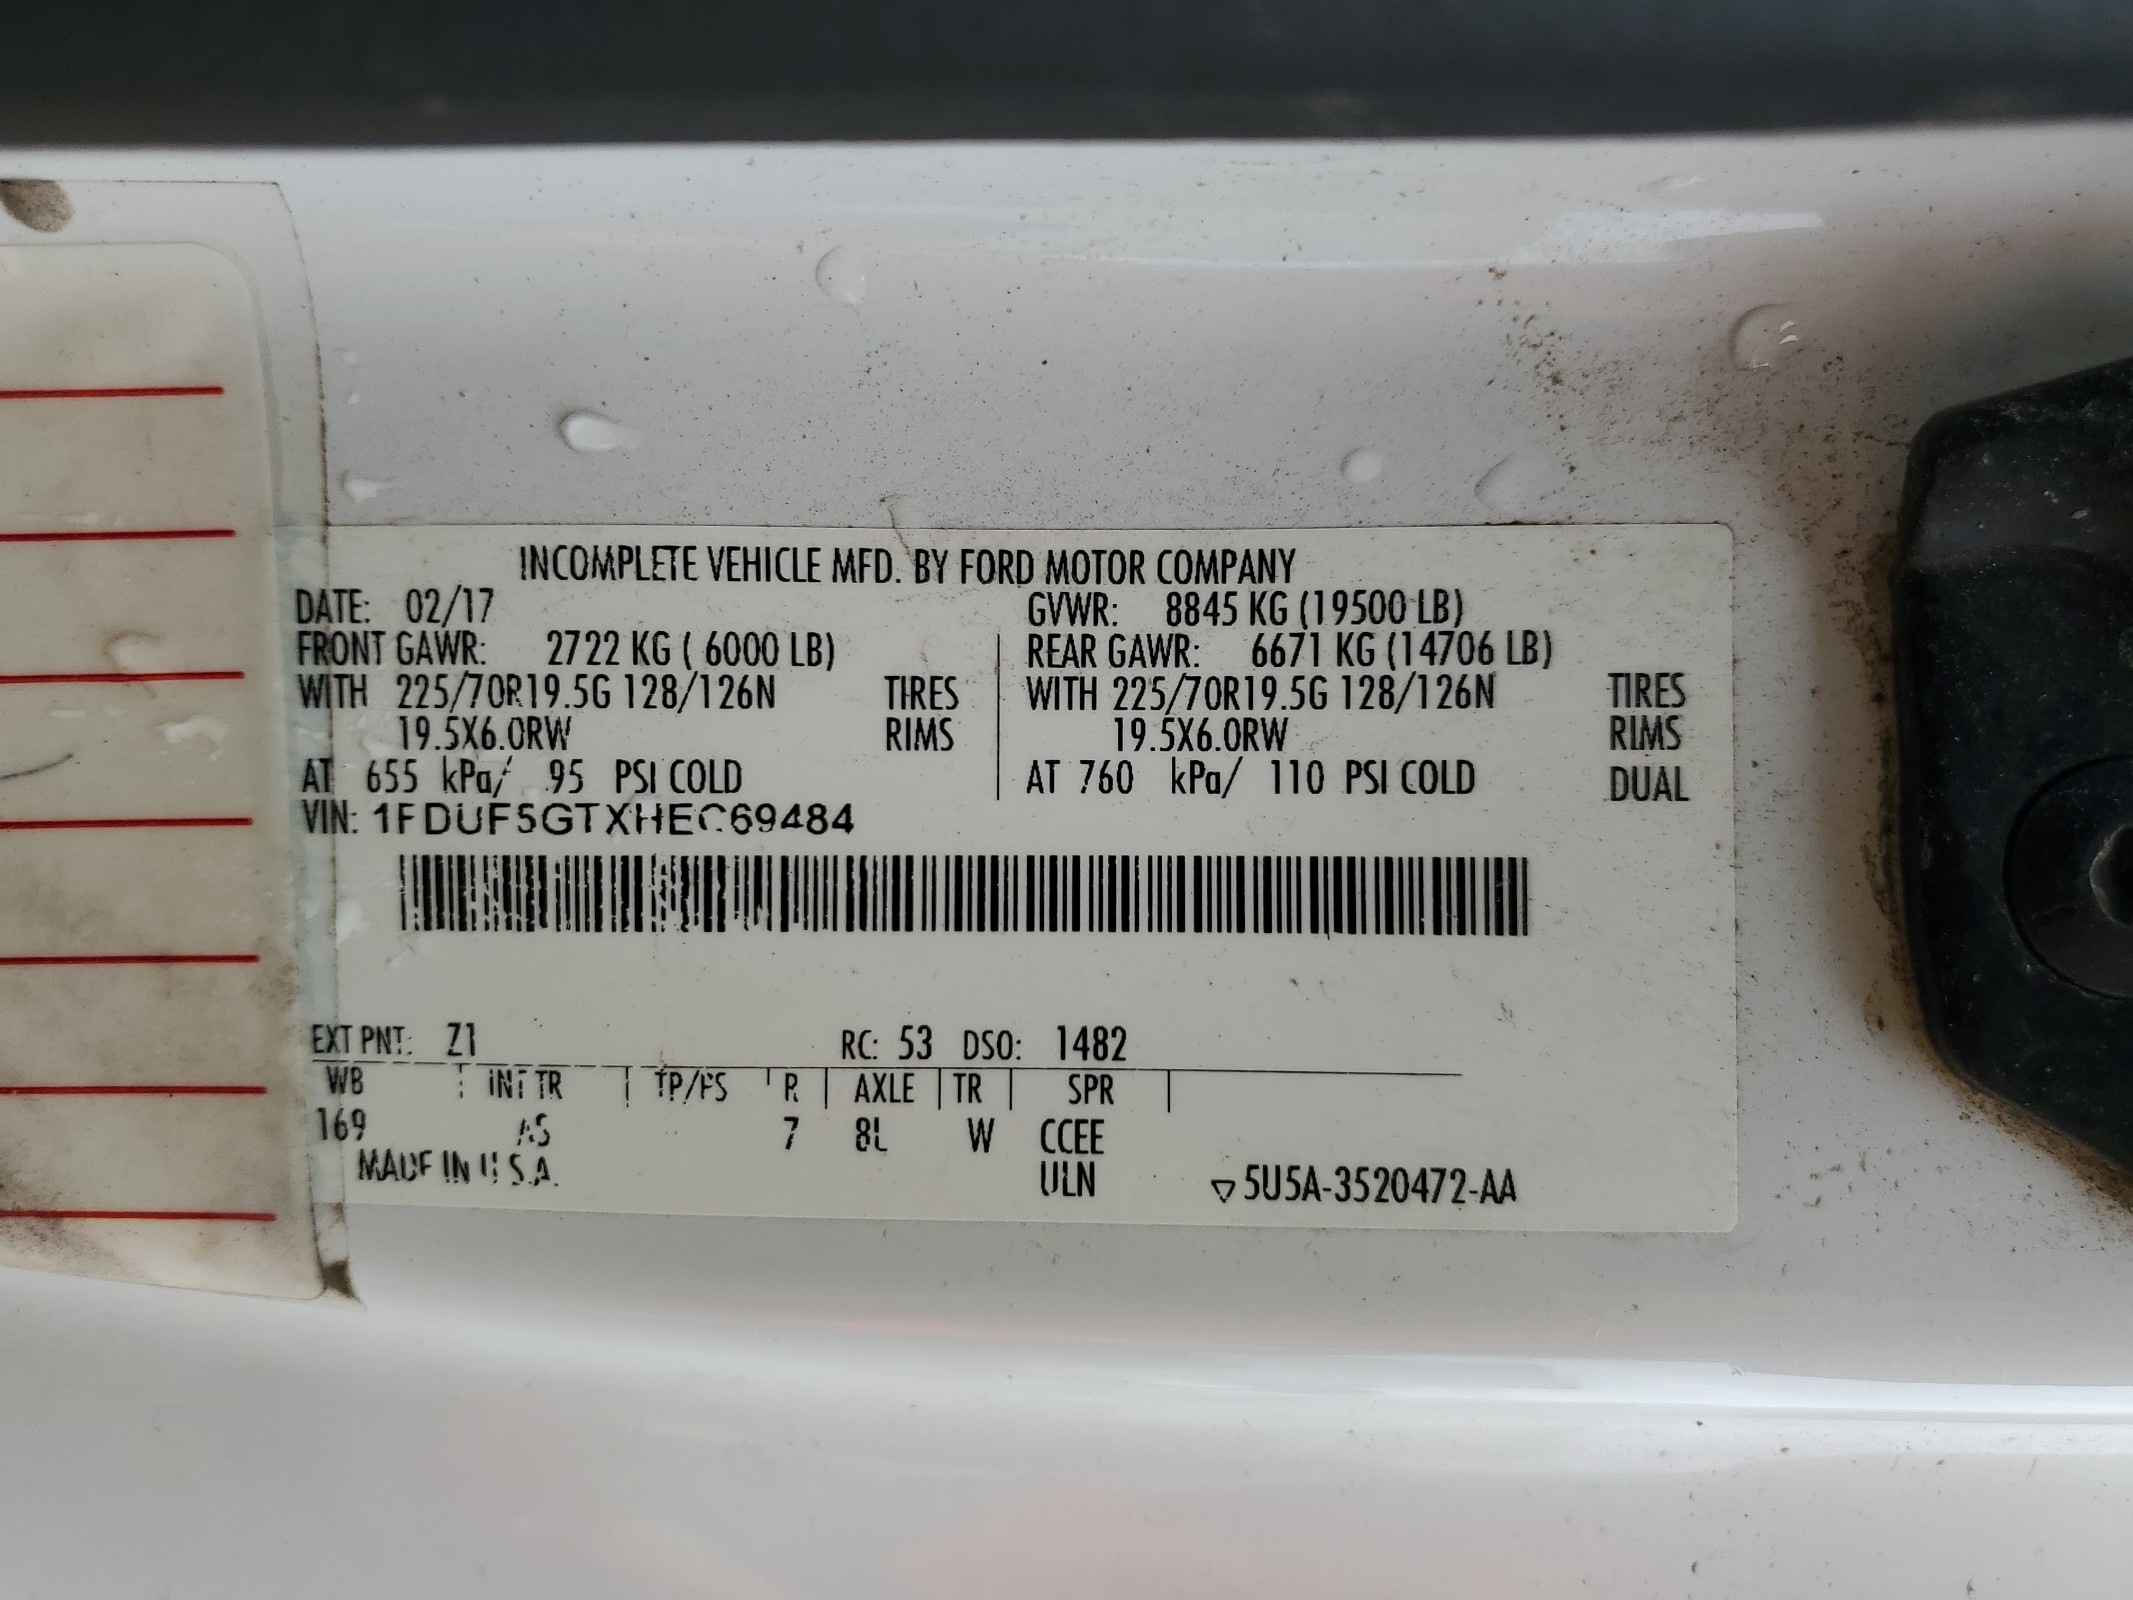 INCOMPLETE VEHICLE MFD. BY FORD MOTOR COMPANY
DATE: 02/17 GVWR: 8845 KG (19500 LB)
FRONT GAWR: 2722 KG ( 6000 LB) REAR GAWR: 6671 KG (14706 LB)
WITH 225/70R19.5G 128/126N TIRES WITH 225/70R19.5G 128/126N TIRES
19.5X6.0RW RIMS 19.5X6.0RW RIMS
AT 655 kPa/ 95 PSI COLD AT 760 kPa/ 110 PSI COLD DUAL
VIN: 1FDUF5GTXHEC69484
EXT PNT: Z1 RC: 53 DSO: 1482
WB INT TR TP/PS R AXLE TR SPR
169 AS 7 8L W CCEE
MADE IN U.S.A. ULN ▽5U5A-3520472-AA